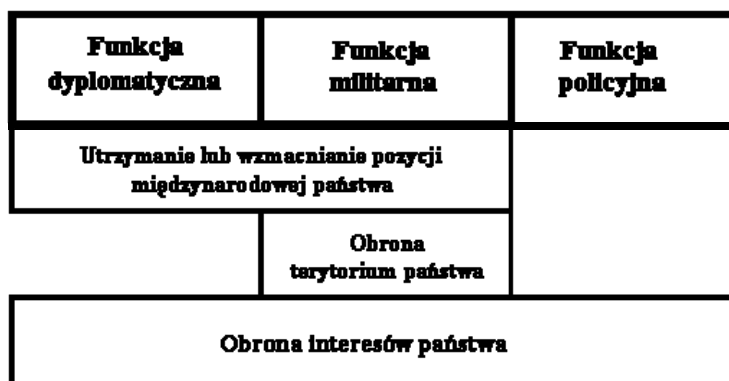 Funkcja
dyplomatyczna
Funkcja
militarna
Funkcja
policyjna
Utrzymanie lub wzmacnianie pozycji
międzynarodowej państwa
Obrona
terytorium państwa
Obrona interesów państwa